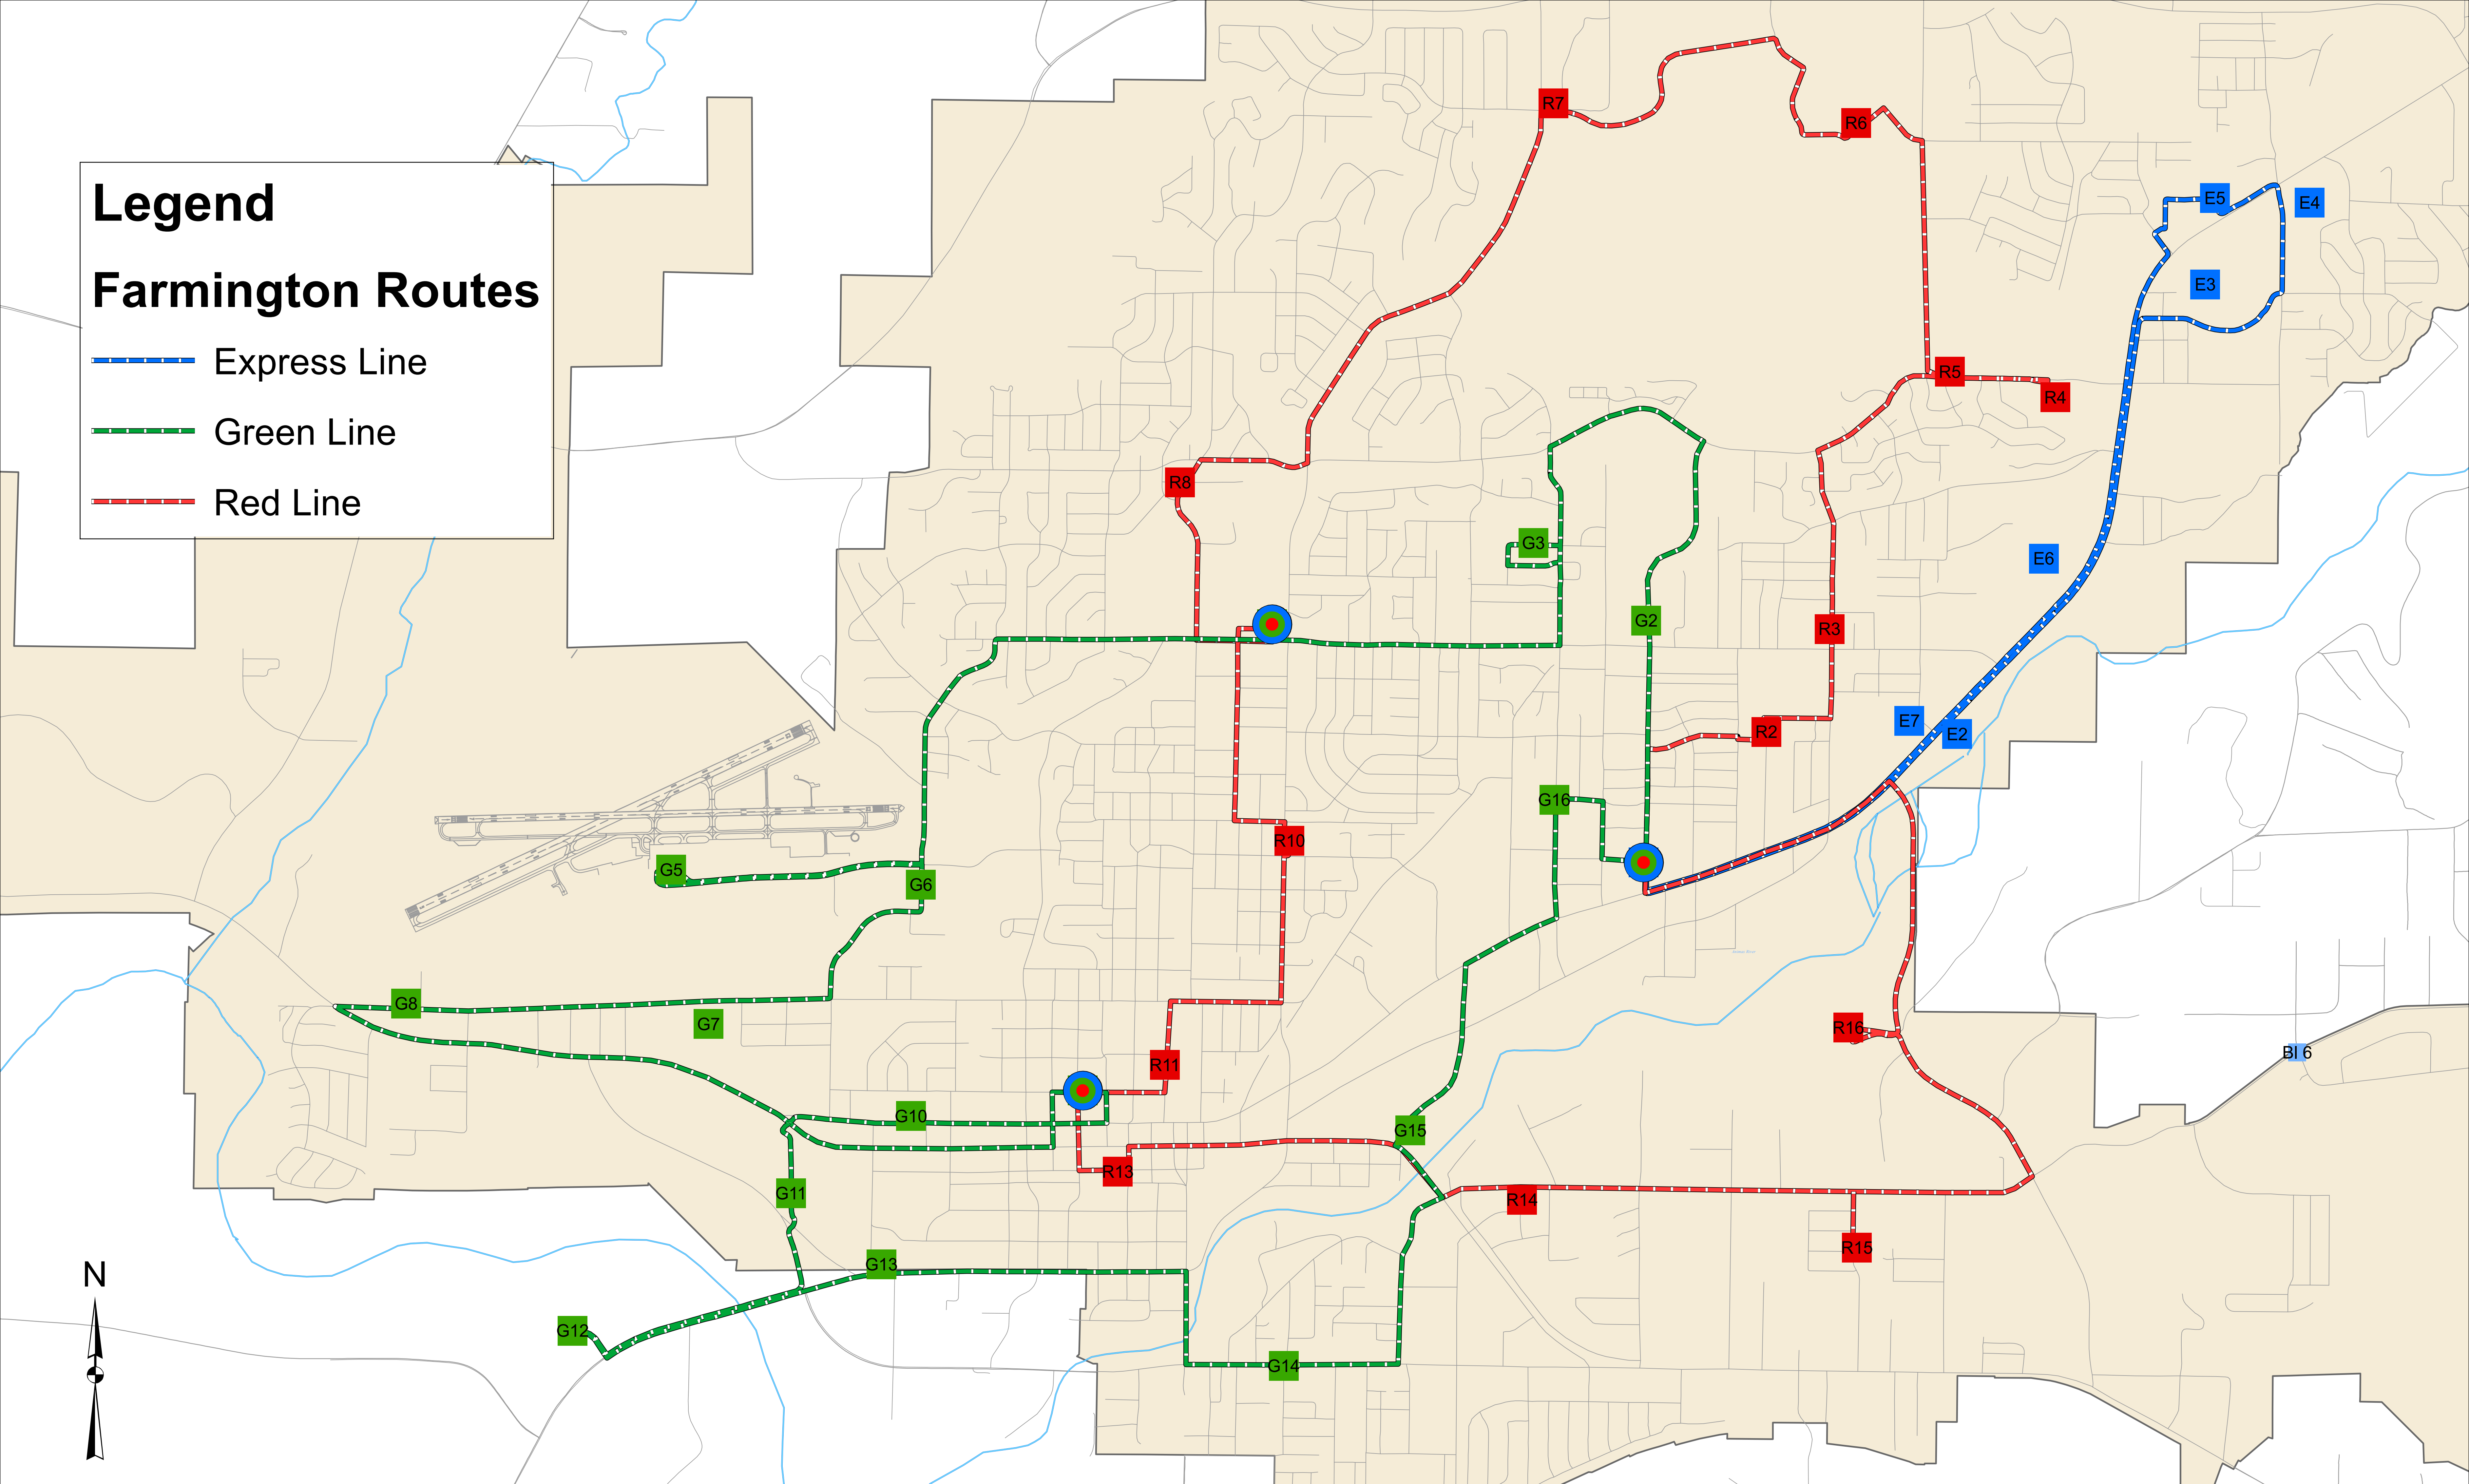 Legend
Farmington Routes
Express Line
Green Line
Red Line
R7
R6
E5
E4
E3
R5
R4
R8
G3
E6
G2
R3
E7
E2
R2
G16
R10
G5
G6
G8
G7
R16
BI 6
R11
G10
G15
R13
G11
R14
R15
G13
N
G12
G14